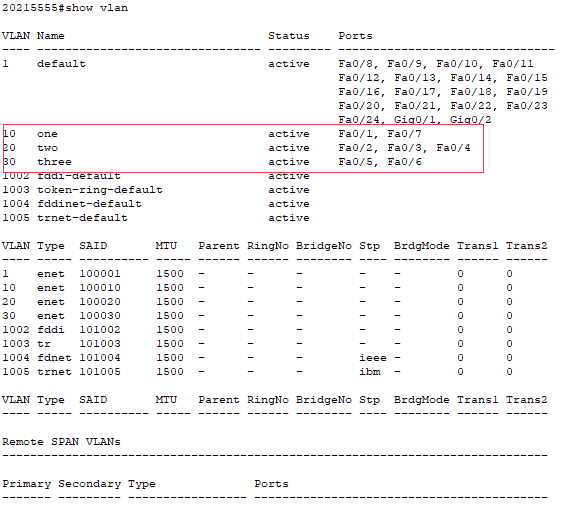 20215555#show vlan
VLAN Name                             Status    Ports
---- -------------------------------- --------- -------------------------------
1    default                          active    Fa0/8, Fa0/9, Fa0/10, Fa0/11
                                                Fa0/12, Fa0/13, Fa0/14, Fa0/15
                                                Fa0/16, Fa0/17, Fa0/18, Fa0/19
                                                Fa0/20, Fa0/21, Fa0/22, Fa0/23
                                                Fa0/24, Gig0/1, Gig0/2
10   one                              active    Fa0/1, Fa0/7
20   two                              active    Fa0/2, Fa0/3, Fa0/4
30   three                            active    Fa0/5, Fa0/6
1002 fddi-default                     active
1003 token-ring-default               active
1004 fddinet-default                  active
1005 trnet-default                    active
VLAN Type  SAID       MTU   Parent RingNo BridgeNo Stp  BrdgMode Trans1 Trans2
---- ----- ---------- ----- ------ ------ -------- ---- -------- ------ ------
1    enet  100001     1500  -      -      -        -    -        0      0
10   enet  100010     1500  -      -      -        -    -        0      0
20   enet  100020     1500  -      -      -        -    -        0      0
30   enet  100030     1500  -      -      -        -    -        0      0
1002 fddi  101002     1500  -      -      -        -    -        0      0
1003 tr    101003     1500  -      -      -        -    -        0      0
1004 fdnet 101004     1500  -      -      -        ieee -        0      0
1005 trnet 101005     1500  -      -      -        ibm  -        0      0
VLAN Type  SAID       MTU   Parent RingNo BridgeNo Stp  BrdgMode Trans1 Trans2
---- ----- ---------- ----- ------ ------ -------- ---- -------- ------ ------
Remote SPAN VLANs
------------------------------------------------------------------------------
Primary Secondary Type              Ports
------- --------- ----------------- ------------------------------------------